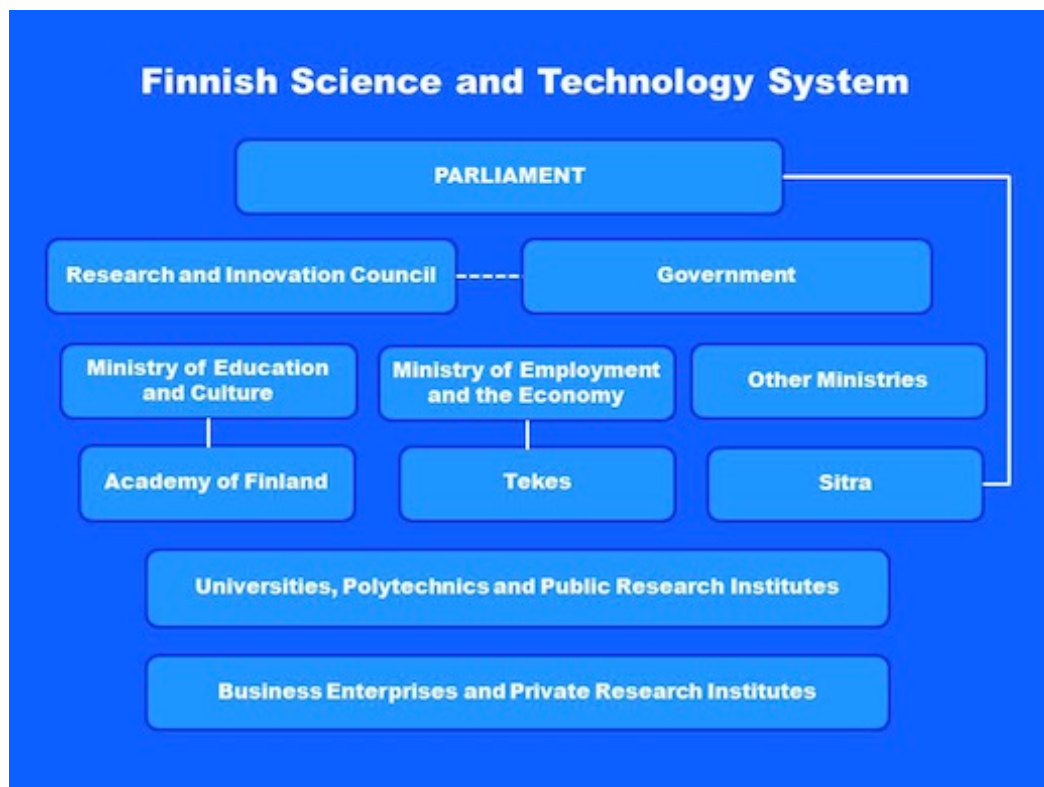 Finnish Science and Technology System
PARLIAMENT
Research and Innovation Council
Government
Ministry of Education
and Culture
Ministry of Employment
and the Economy
Other Ministries
Academy of Finland
Tekes
Sitra
Universities, Polytechnics and Public Research Institutes
Business Enterprises and Private Research Institutes